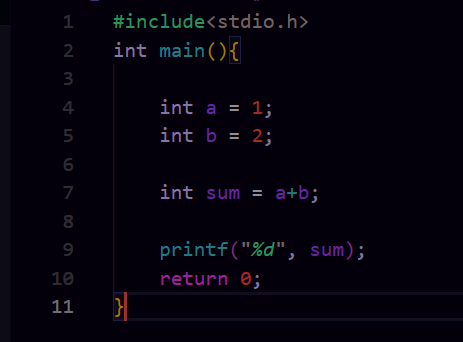 1 #include<stdio.h>
2 int main(){
3
4     int a = 1;
5     int b = 2;
6
7     int sum = a+b;
8
9     printf("%d", sum);
10     return 0;
11 }